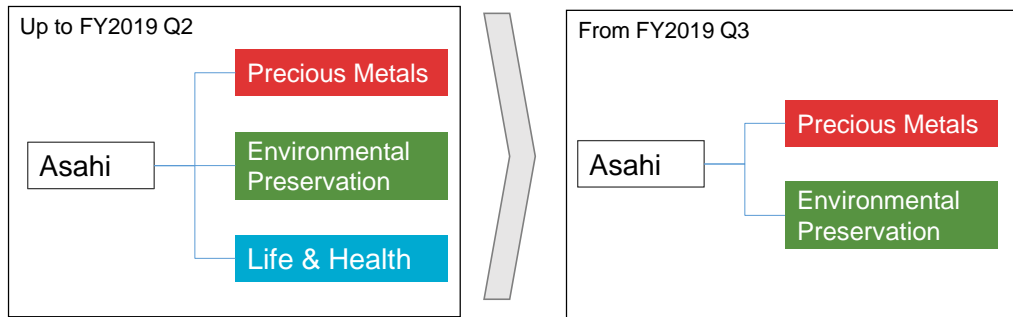 Up to FY2019 Q2
Precious Metals
Asahi
Environmental
Preservation
Life & Health
From FY2019 Q3
Precious Metals
Asahi
Environmental
Preservation